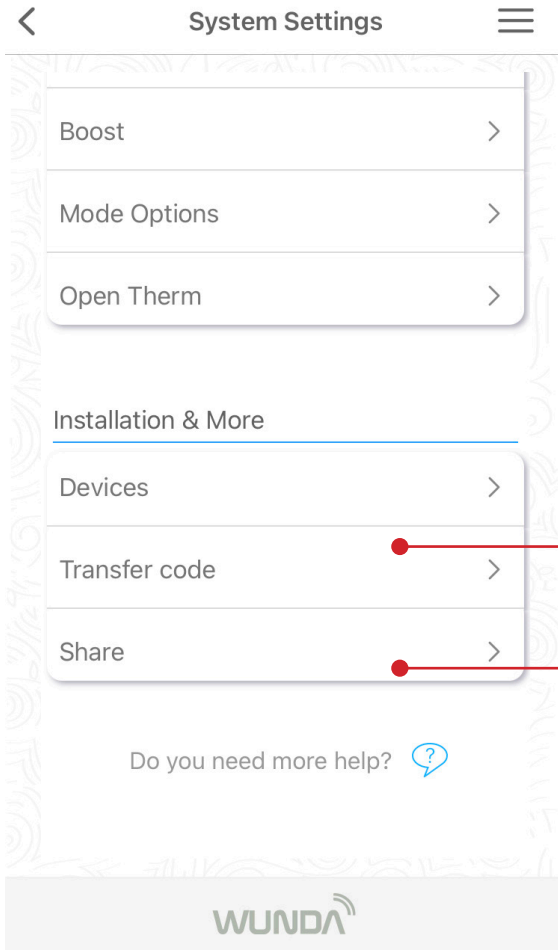 System Settings
Boost
Mode Options
Open Therm
Installation & More
Devices
Transfer code
Share
Do you need more help? ?
WUNDA